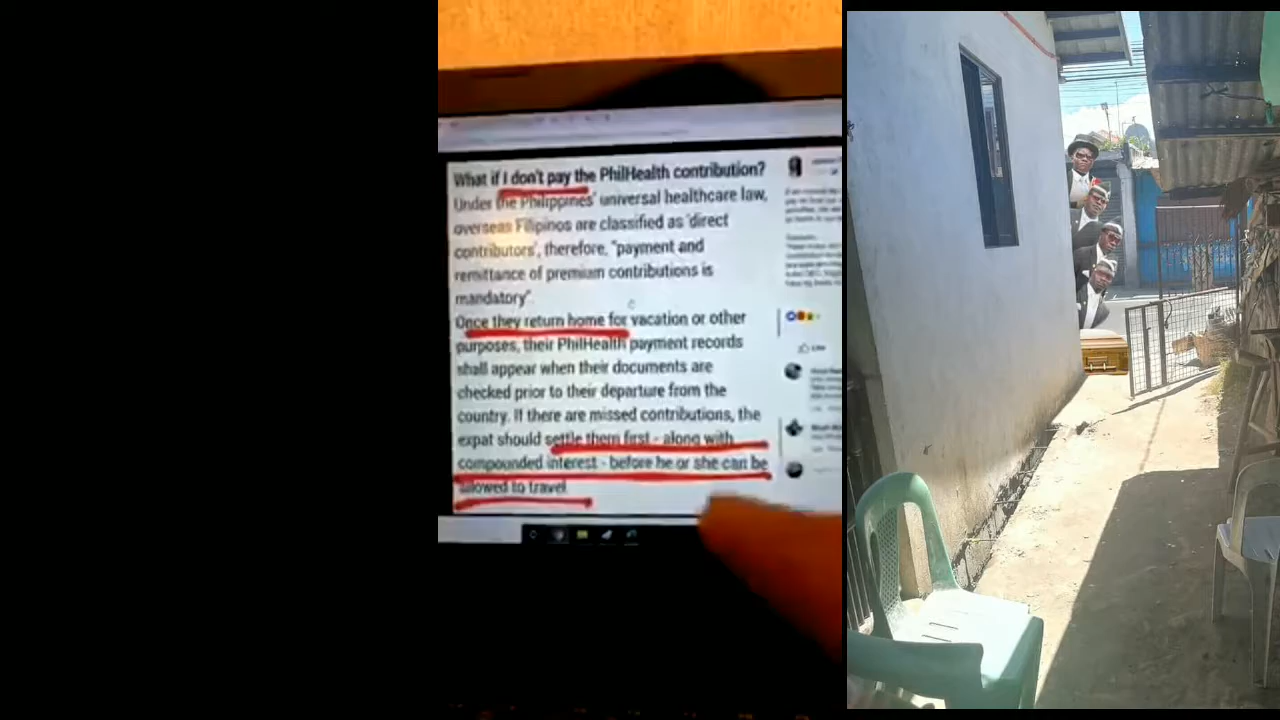 What if I don't pay the PhilHealth contribution?
Under the Philippines' universal healthcare law,
overseas Filipinos are classified as 'direct
contributors', therefore, "payment and
remittance of premium contributions is
mandatory".
Once they return home for vacation or other
purposes, their PhilHealth payment records
shall appear when their documents are
checked prior to their departure from the
country. If there are missed contributions, the
expat should settle them first - along with
compounded interest - before he or she can be
allowed to travel
Like